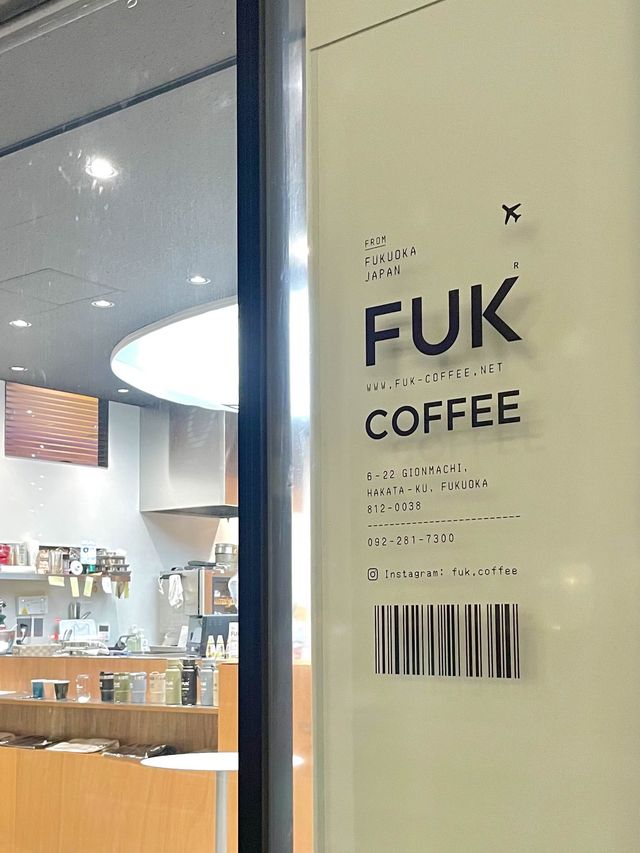 FROM
FUKUOKA
JAPAN
R
FUK
WWW.FUK-COFFEE.NET
COFFEE
6-22 GIONMACHI,
HAKATA-KU, FUKUOKA
812-0038
092-281-7300
Instagram: fuk.coffee